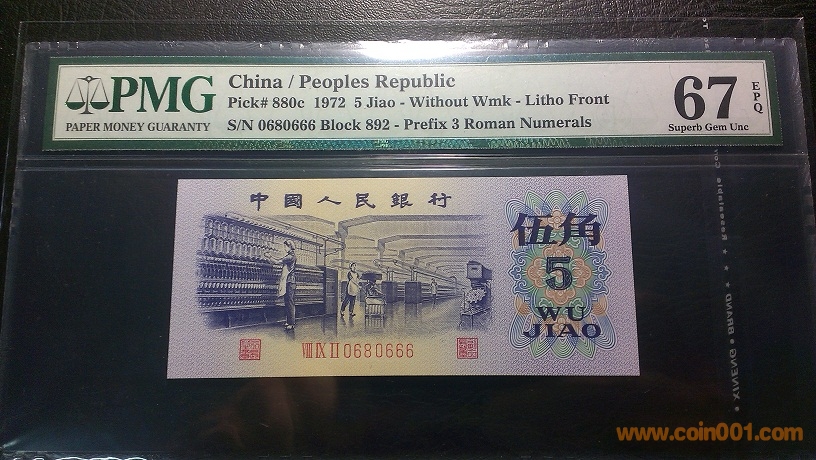 PMG
PAPER MONEY GUARANTY
China / Peoples Republic
Pick# 880c 1972 5 Jiao - Without Wmk - Litho Front
S/N 0680666 Block 892 - Prefix 3 Roman Numerals
67
EPQ
Superb Gem Unc
中國人民銀行
伍角
5
WU
JIAO
VIII IX II 0680666
XINENG • BRAND
www.coin001.com